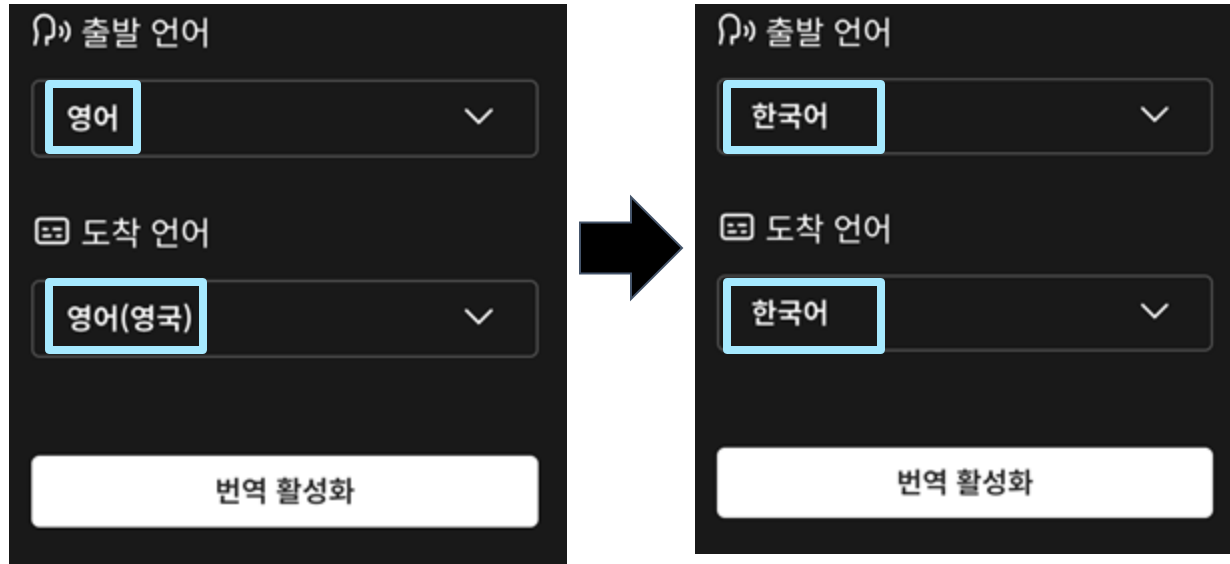 출발 언어
영어
도착 언어
영어(영국)
번역 활성화
출발 언어
한국어
도착 언어
한국어
번역 활성화